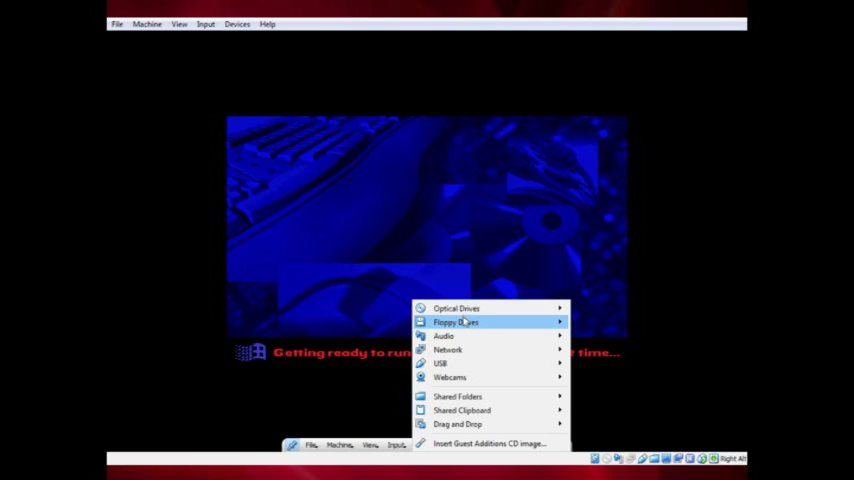 File Machine View Input Devices Help
Optical Drives
Floppy Drives
Audio
Network
Getting ready to run
t time...
USB
Webcams
Shared Folders
Shared Clipboard
Drag and Drop
File Machine View Input
Insert Guest Additions CD image...
Right Alt